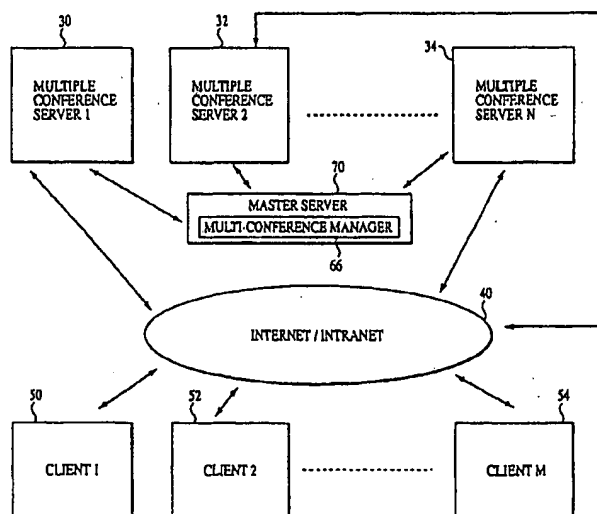 30
32
34
MULTIPLE
CONFERENCE
SERVER 1
MULTIPLE
CONFERENCE
SERVER 2
MULTIPLE
CONFERENCE
SERVER N
70
MASTER SERVER
MULTI-CONFERENCE MANAGER
66
40
INTERNET / INTRANET
50
52
54
CLIENT 1
CLIENT 2
CLIENT M